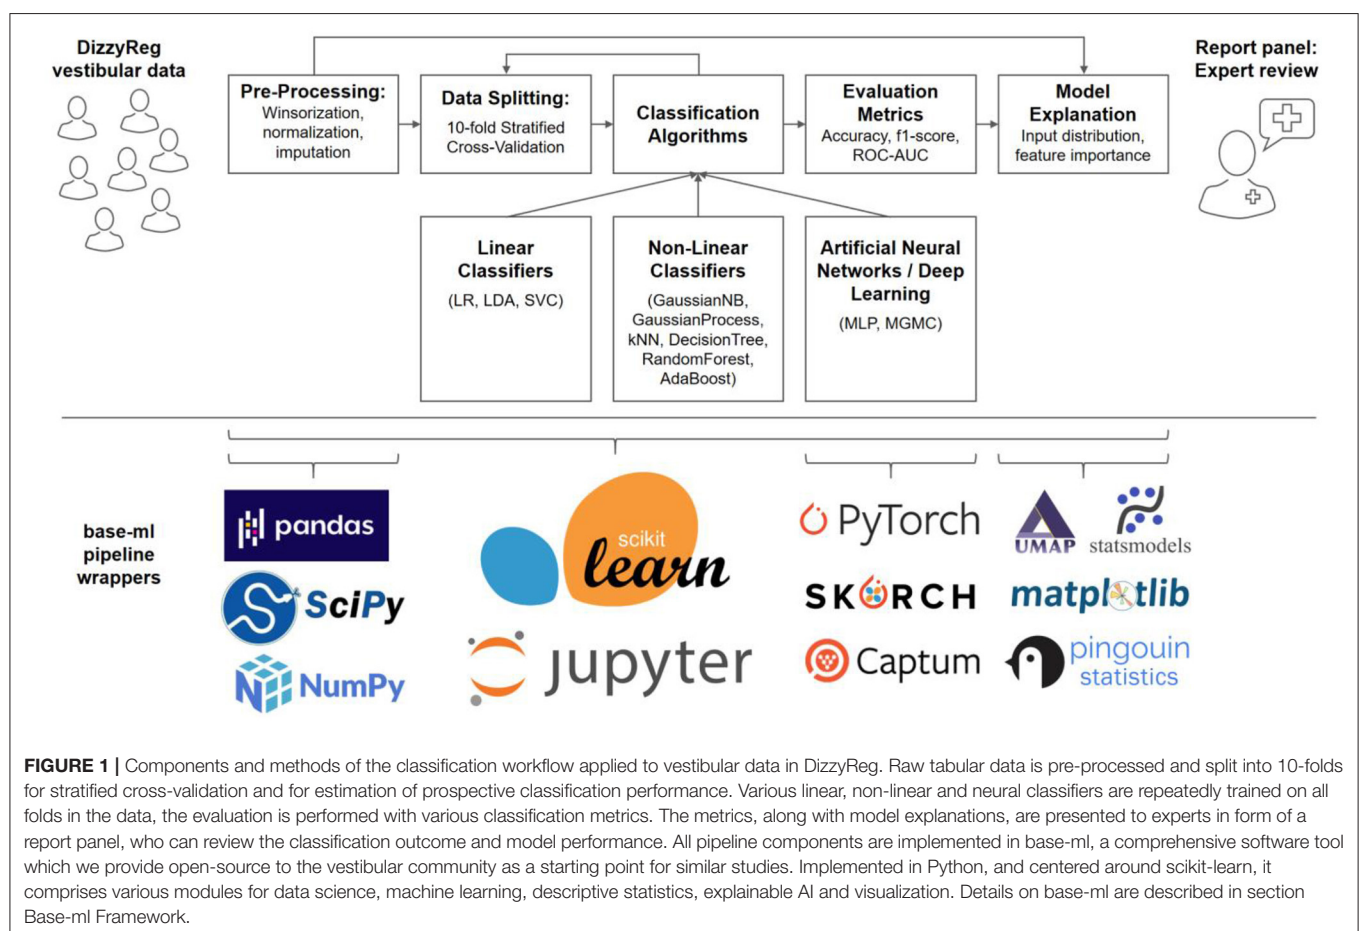 DizzyReg
vestibular data
Report panel:
Expert review
Pre-Processing:
Winsorization,
normalization,
imputation
Data Splitting:
10-fold Stratified
Cross-Validation
Classification
Algorithms
Evaluation
Metrics
Accuracy, f1-score,
ROC-AUC
Model
Explanation
Input distribution,
feature importance
Linear
Classifiers
(LR, LDA, SVC)
Non-Linear
Classifiers
(GaussianNB,
GaussianProcess,
kNN, DecisionTree,
RandomForest,
AdaBoost)
Artificial Neural
Networks / Deep
Learning
(MLP, MGMC)
base-ml
pipeline
wrappers
pandas
SciPy
NumPy
scikit
learn
jupyter
PyTorch
SKORCH
Captum
UMAP
statsmodels
matplotlib
pingouin
statistics
FIGURE 1 | Components and methods of the classification workflow applied to vestibular data in DizzyReg. Raw tabular data is pre-processed and split into 10-folds
for stratified cross-validation and for estimation of prospective classification performance. Various linear, non-linear and neural classifiers are repeatedly trained on all
folds in the data, the evaluation is performed with various classification metrics. The metrics, along with model explanations, are presented to experts in form of a
report panel, who can review the classification outcome and model performance. All pipeline components are implemented in base-ml, a comprehensive software tool
which we provide open-source to the vestibular community as a starting point for similar studies. Implemented in Python, and centered around scikit-learn, it
comprises various modules for data science, machine learning, descriptive statistics, explainable AI and visualization. Details on base-ml are described in section
Base-ml Framework.